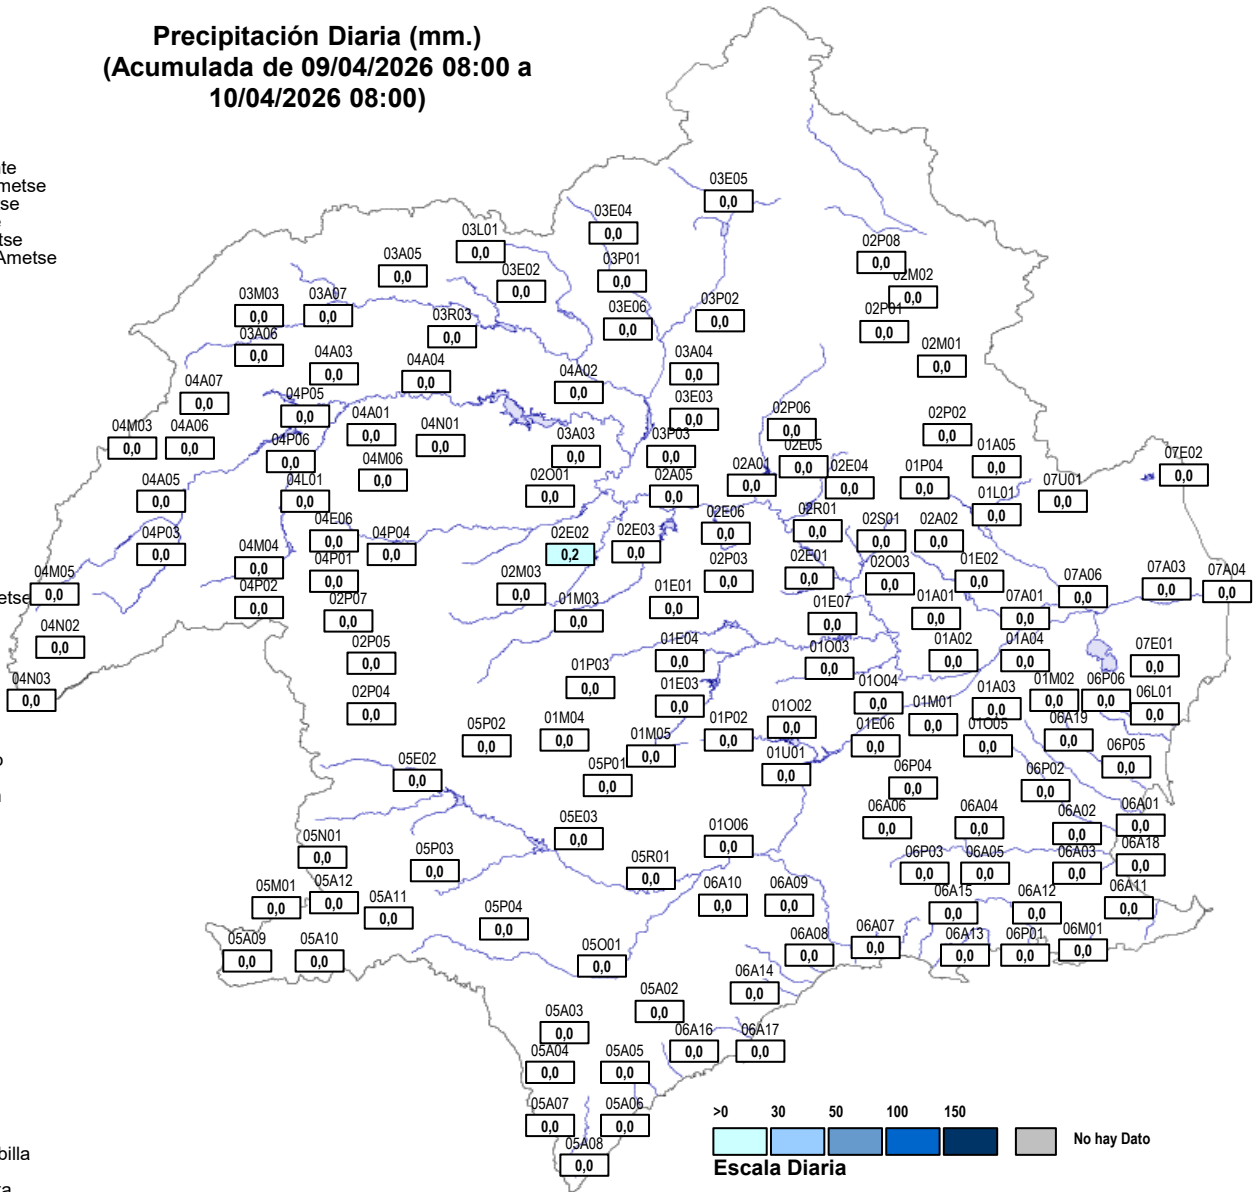 Precipitación Diaria (mm.)
(Acumulada de 09/04/2026 08:00 a
10/04/2026 08:00)
03E05
0,0
03E04
0,0
03L01
0,0
03A05
0,0
03P01
0,0
03E02
0,0
02P08
0,0
02M02
0,0
03M03
0,0
03A07
0,0
03R03
0,0
03E06
0,0
03P02
0,0
02P01
0,0
03A06
0,0
04A03
0,0
04A04
0,0
04A02
0,0
03A04
0,0
02M01
0,0
04A07
0,0
04P05
0,0
03E03
0,0
04M03
0,0
04A06
0,0
04A01
0,0
04N01
0,0
02P06
0,0
02P02
0,0
04P06
0,0
03A03
0,0
03P03
0,0
02E05
0,0
01A05
0,0
07E02
0,0
04M06
0,0
02A01
0,0
02E04
0,0
01P04
0,0
04A05
0,0
04L01
0,0
02O01
0,0
02A05
0,0
07U01
0,0
01L01
0,0
04E06
0,0
02E06
0,0
02R01
0,0
04P03
0,0
04P04
0,0
02E02
0,2
02E03
0,0
02S01
0,0
02A02
0,0
04M04
0,0
04P01
0,0
02P03
0,0
02E01
0,0
02O03
0,0
01E02
0,0
04M05
0,0
04P02
0,0
02M03
0,0
01E01
0,0
07A06
0,0
07A03
0,0
07A04
0,0
02P07
0,0
01M03
0,0
01E07
0,0
01A01
0,0
07A01
0,0
04N02
0,0
02P05
0,0
01E04
0,0
01O03
0,0
01A02
0,0
01A04
0,0
07E01
0,0
04N03
0,0
01P03
0,0
02P04
0,0
01E03
0,0
01O04
0,0
01A03
0,0
01M02
0,0
06P06
0,0
06L01
0,0
05P02
0,0
01M04
0,0
01M05
0,0
01P02
0,0
01O02
0,0
01E06
0,0
01M01
0,0
01O05
0,0
06A19
0,0
05E02
0,0
05P01
0,0
01U01
0,0
06P04
0,0
06P02
0,0
06P05
0,0
05E03
0,0
01O06
0,0
06A06
0,0
06A04
0,0
06A02
0,0
06A01
0,0
05N01
0,0
05P03
0,0
05R01
0,0
06P03
0,0
06A05
0,0
06A03
0,0
06A18
0,0
05M01
0,0
05A12
0,0
05A11
0,0
06A10
0,0
06A09
0,0
06A15
0,0
06A12
0,0
06A11
0,0
05P04
0,0
05A09
0,0
05A10
0,0
05O01
0,0
06A08
0,0
06A07
0,0
06A13
0,0
06P01
0,0
06M01
0,0
05A02
0,0
06A14
0,0
05A03
0,0
06A16
0,0
06A17
0,0
05A04
0,0
05A05
0,0
05A07
0,0
05A06
0,0
05A08
0,0
>0 30 50 100 150
No hay Dato
Escala Diaria